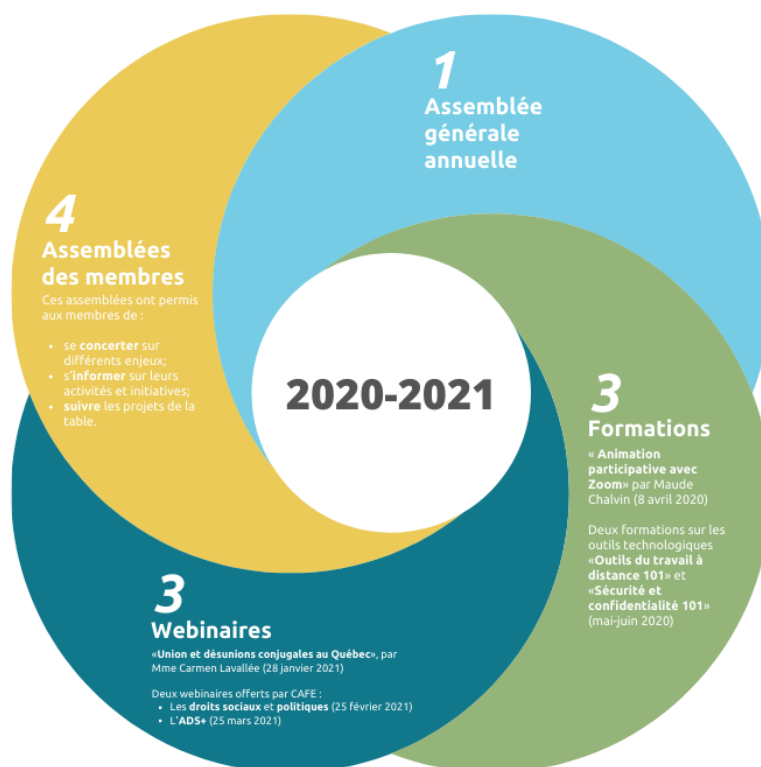 1
Assemblée
générale
annuelle
4
Assemblées
des membres
Ces assemblées ont permis
aux membres de :
• se concerter sur
différents enjeux;
• s'informer sur leurs
activités et initiatives;
• suivre les projets de la
table.
2020-2021
3
Formations
« Animation
participative avec
Zoom» par Maude
Chalvin (8 avril 2020)
Deux formations sur les
outils technologiques
«Outils du travail à
distance 101» et
«Sécurité et
confidentialité 101»
(mai-juin 2020)
3
Webinaires
«Union et désunions conjugales au Québec», par
Mme Carmen Lavallée (28 janvier 2021)
Deux webinaires offerts par CAFE :
• Les droits sociaux et politiques (25 février 2021)
• L'ADS+ (25 mars 2021)